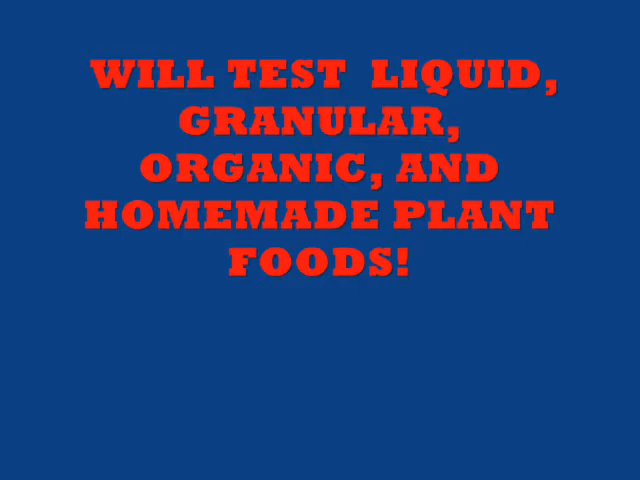 WILL TEST LIQUID,
GRANULAR,
ORGANIC, AND
HOMEMADE PLANT
FOODS!